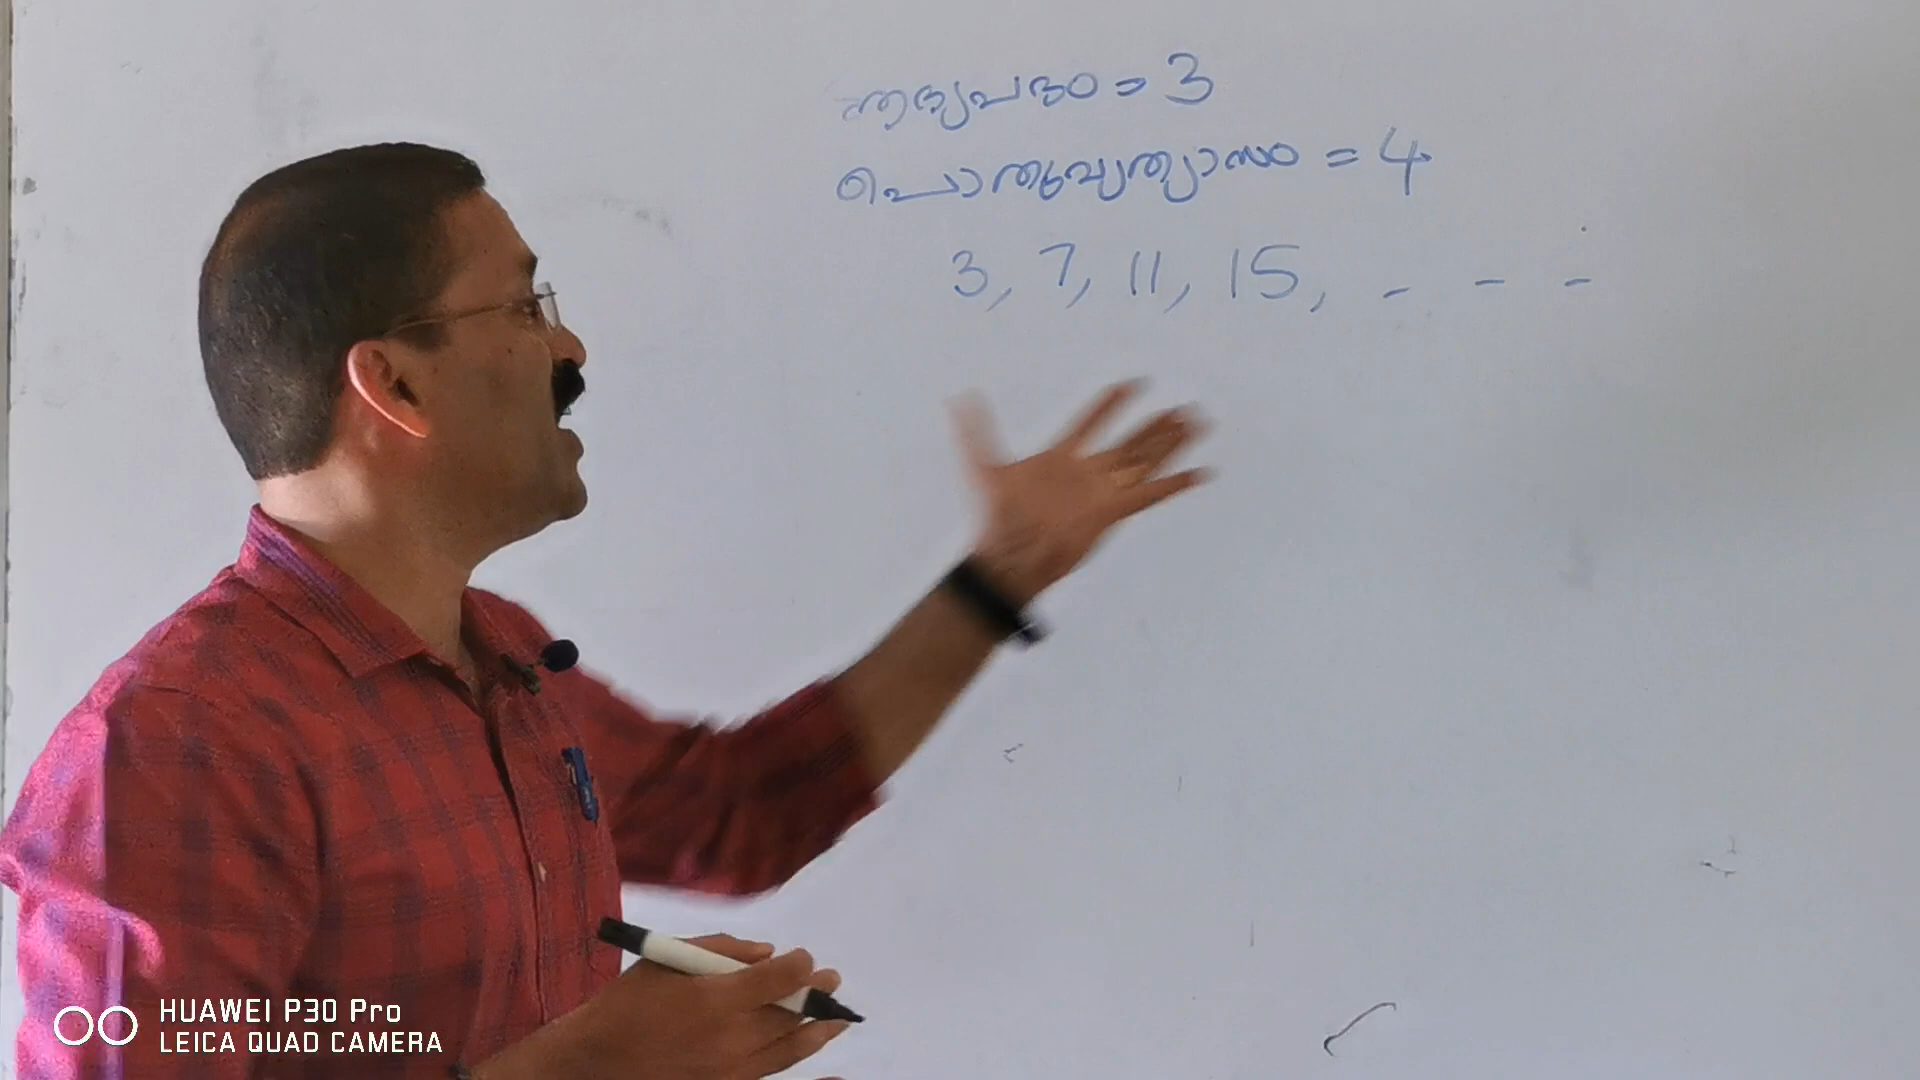 ആദ്യപദം = 3
പൊതുവ്യത്യാസം = 4
3, 7, 11, 15, - - -
HUAWEI P30 Pro
LEICA QUAD CAMERA